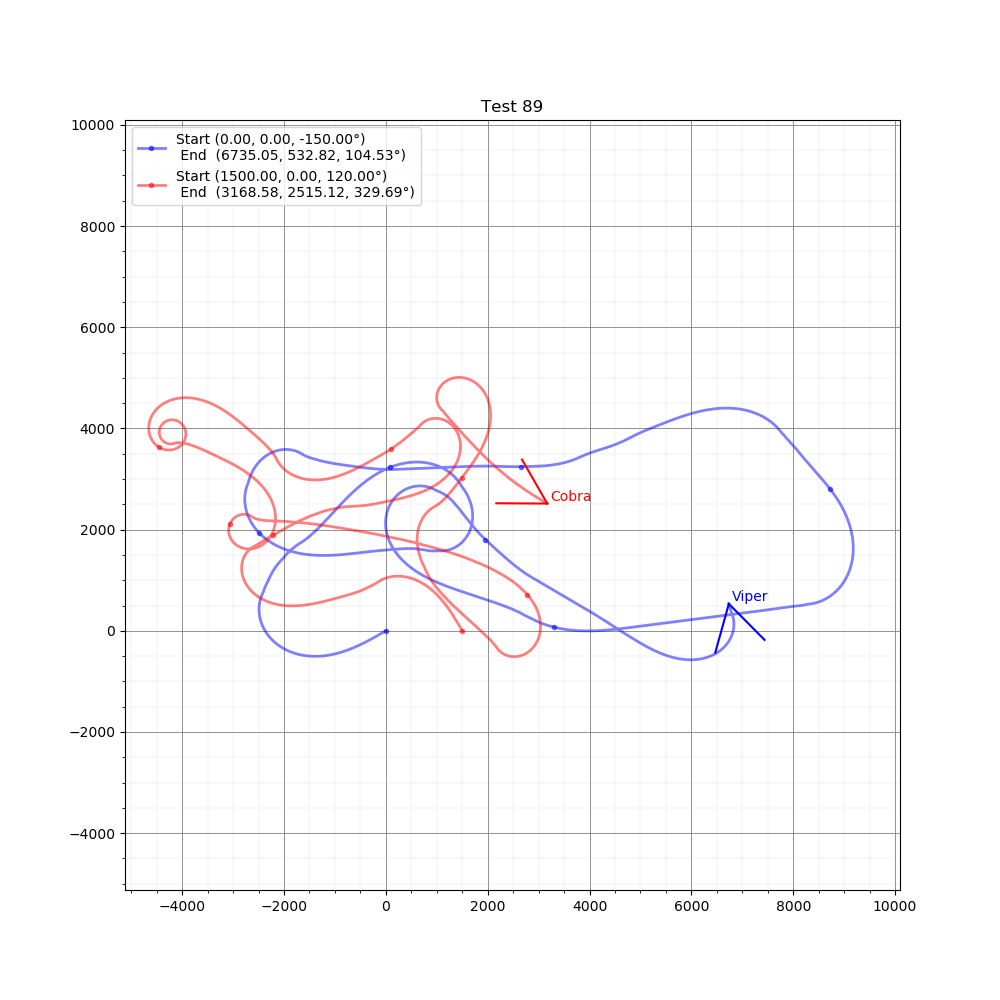 Test 89
Start (0.00, 0.00, -150.00°)
End  (6735.05, 532.82, 104.53°)
Start (1500.00, 0.00, 120.00°)
End  (3168.58, 2515.12, 329.69°)
10000
8000
6000
4000
2000
0
−2000
−4000
Cobra
Viper
−4000 −2000 0 2000 4000 6000 8000 10000